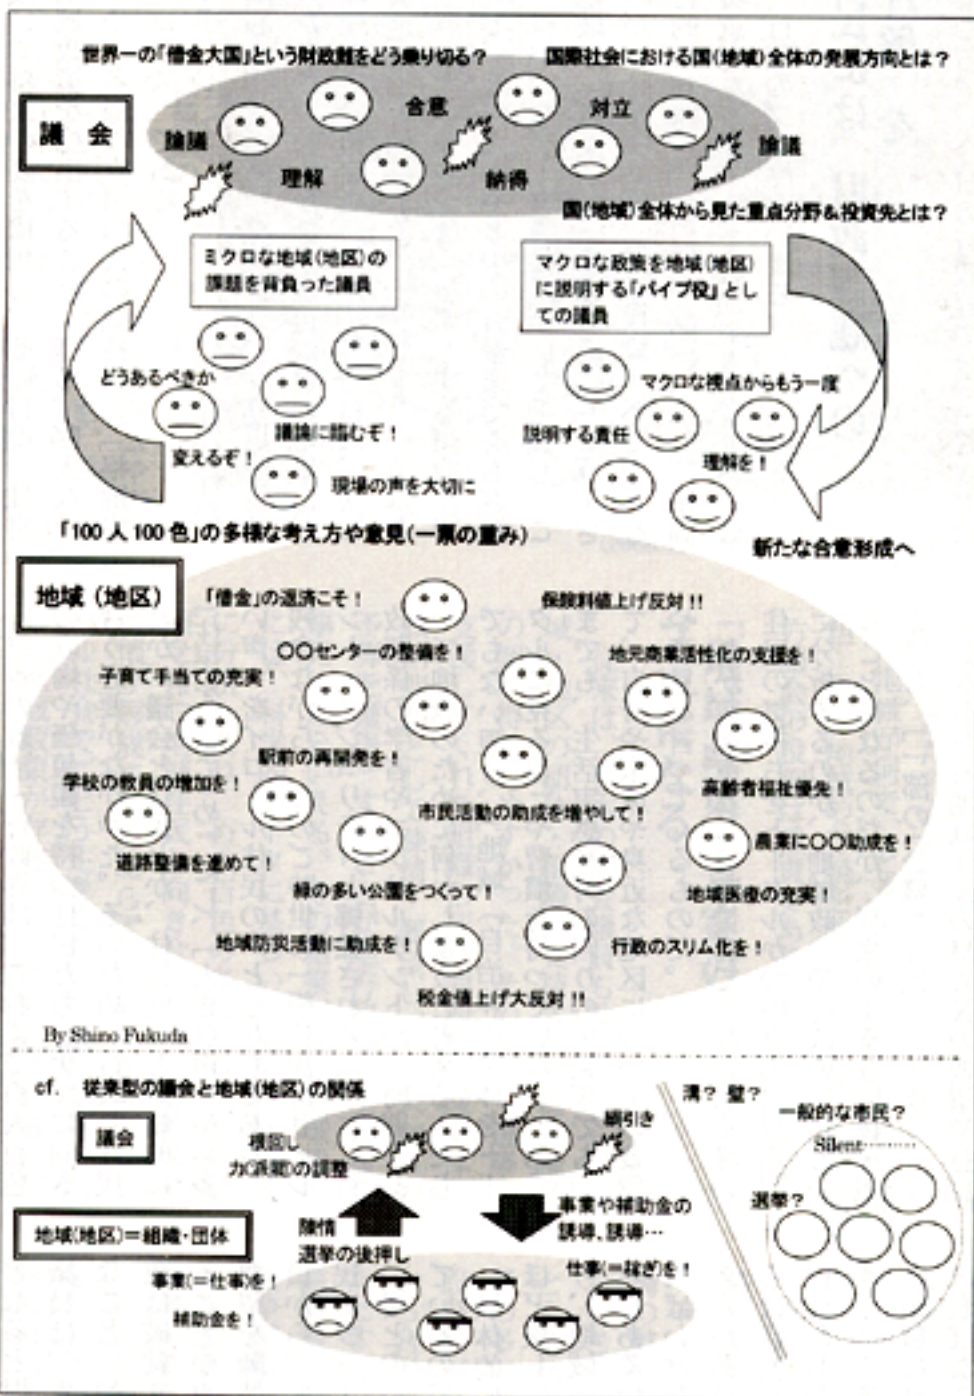 世界一の「借金大国」という財政難をどう乗り切る？
国際社会における国(地域)全体の発展方向とは？
議 会
論議
合意
対立
論議
理解
納得
国(地域)全体から見た重点分野＆投資先とは？
ミクロな地域(地区)の
課題を背負った議員
マクロな政策を地域(地区)
に説明する「パイプ役」とし
ての議員
どうあるべきか
議論に臨むぞ！
変えるぞ！
現場の声を大切に
マクロな視点からもう一度
説明する責任
理解を！
「100 人 100 色」の多様な考え方や意見(一票の重み)
新たな合意形成へ
地域（地区）
「借金」の返済こそ！
保険料値上げ反対！！
〇〇センターの整備を！
地元商業活性化の支援を！
子育て手当ての充実！
駅前の再開発を！
学校の教員の増加を！
高齢者福祉優先！
市民活動の助成を増やして！
農業に〇〇助成を！
道路整備を進めて！
緑の多い公園をつくって！
地域医療の充実！
地域防災活動に助成を！
行政のスリム化を！
税金値上げ大反対！！
By Shino Fukuda
cf. 従来型の議会と地域(地区)の関係
議会
根回し
力(派閥)の調整
綱引き
溝？ 壁？
一般的な市民？
Silent………
選挙？
地域(地区)＝組織・団体
陳情
選挙の後押し
事業や補助金の
誘導、誘導…
事業(＝仕事)を！
仕事(＝稼ぎ)を！
補助金を！